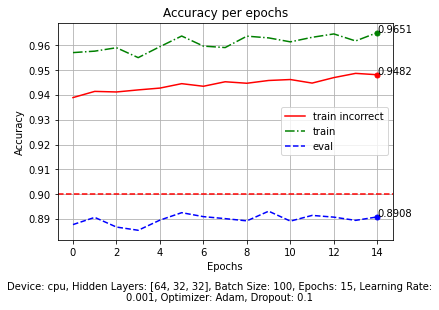 Accuracy per epochs
0.9651
0.96
0.9482
0.95
0.94
0.93
train incorrect
train
eval
0.92
0.91
0.90
0.8908
0.89
Accuracy
0 2 4 6 8 10 12 14
Epochs
Device: cpu, Hidden Layers: [64, 32, 32], Batch Size: 100, Epochs: 15, Learning Rate:
0.001, Optimizer: Adam, Dropout: 0.1